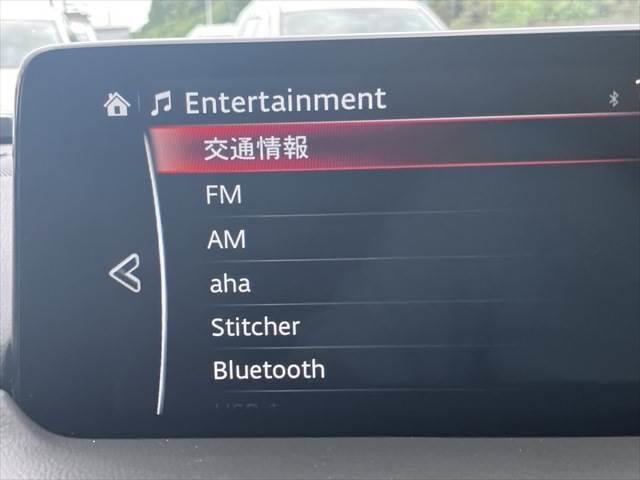 Entertainment
交通情報
FM
AM
aha
Stitcher
Bluetooth